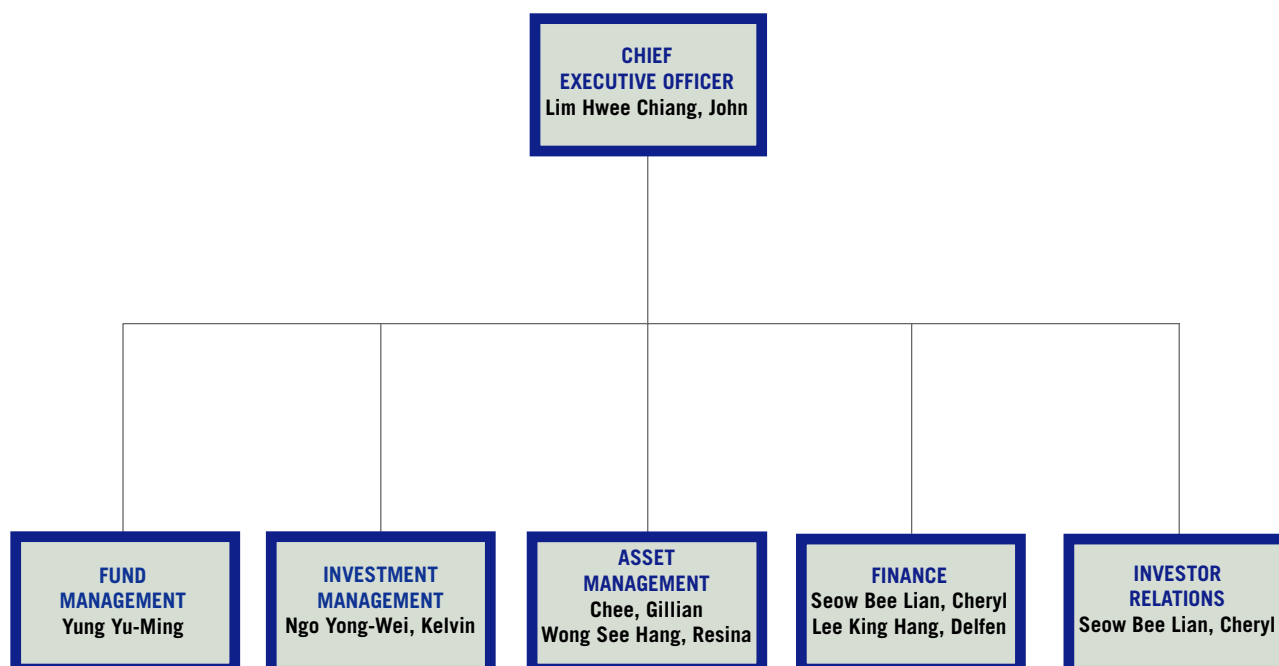 CHIEF
EXECUTIVE OFFICER
Lim Hwee Chiang, John
FUND
MANAGEMENT
Yung Yu-Ming
INVESTMENT
MANAGEMENT
Ngo Yong-Wei, Kelvin
ASSET
MANAGEMENT
Chee, Gillian
Wong See Hang, Resina
FINANCE
Seow Bee Lian, Cheryl
Lee King Hang, Delfen
INVESTOR
RELATIONS
Seow Bee Lian, Cheryl